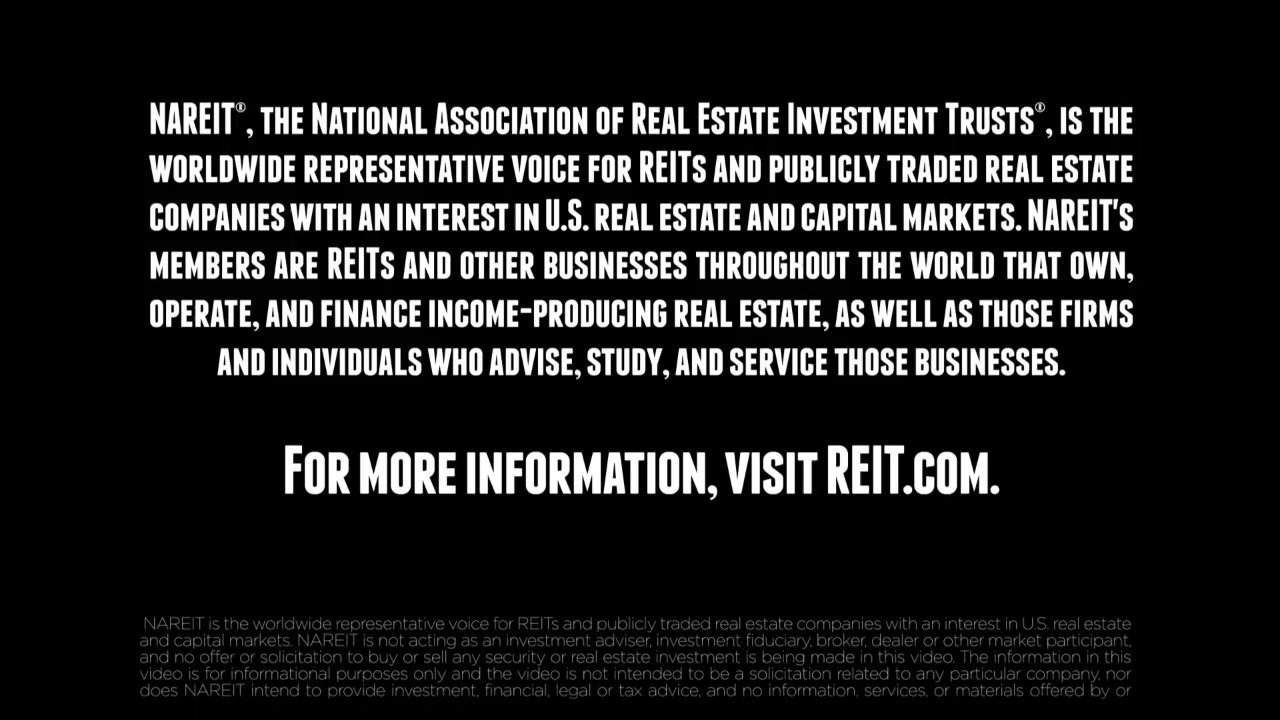 NAREIT®, THE NATIONAL ASSOCIATION OF REAL ESTATE INVESTMENT TRUSTS®, IS THE
WORLDWIDE REPRESENTATIVE VOICE FOR REITS AND PUBLICLY TRADED REAL ESTATE
COMPANIES WITH AN INTEREST IN U.S. REAL ESTATE AND CAPITAL MARKETS. NAREIT'S
MEMBERS ARE REITS AND OTHER BUSINESSES THROUGHOUT THE WORLD THAT OWN,
OPERATE, AND FINANCE INCOME-PRODUCING REAL ESTATE, AS WELL AS THOSE FIRMS
AND INDIVIDUALS WHO ADVISE, STUDY, AND SERVICE THOSE BUSINESSES.
FOR MORE INFORMATION, VISIT REIT.COM.
NAREIT is the worldwide representative voice for REITs and publicly traded real estate companies with an interest in U.S. real estate
and capital markets. NAREIT is not acting as an investment adviser, investment fiduciary, broker, dealer or other market participant,
and no offer or solicitation to buy or sell any security or real estate investment is being made in this video. The information in this
video is for informational purposes only and the video is not intended to be a solicitation related to any particular company, nor
does NAREIT intend to provide investment, financial, legal or tax advice, and no information, services, or materials offered by or